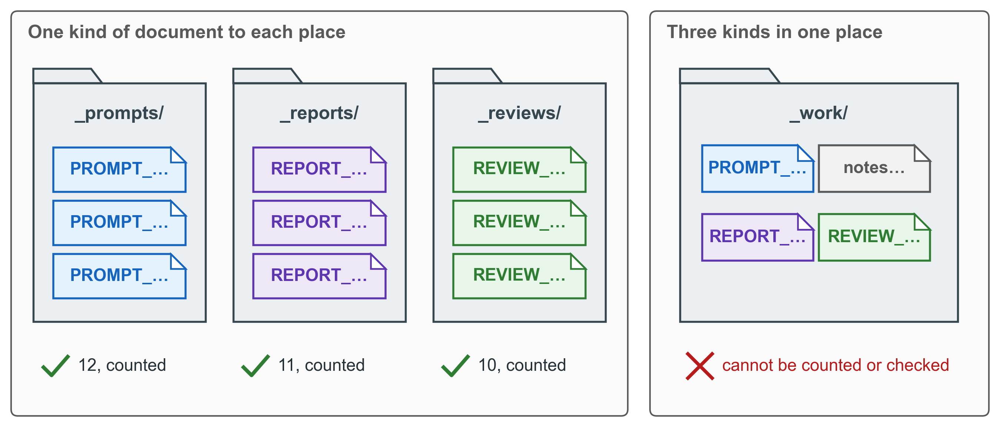 One kind of document to each place
_prompts/
PROMPT_…
PROMPT_…
PROMPT_…
12, counted
_reports/
REPORT_…
REPORT_…
REPORT_…
11, counted
_reviews/
REVIEW_…
REVIEW_…
REVIEW_…
10, counted
Three kinds in one place
_work/
PROMPT_…
notes…
REPORT_…
REVIEW_…
cannot be counted or checked